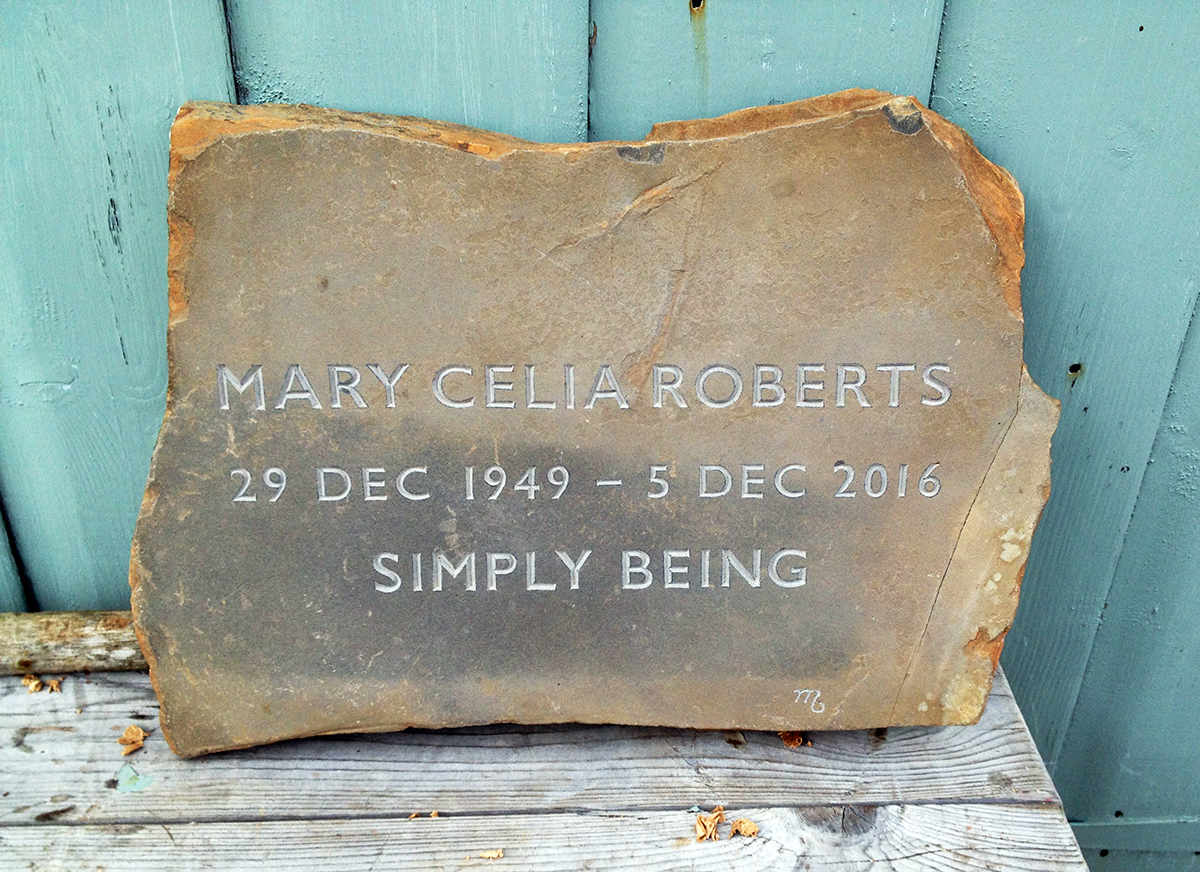 MARY CELIA ROBERTS
29 DEC 1949 – 5 DEC 2016
SIMPLY BEING